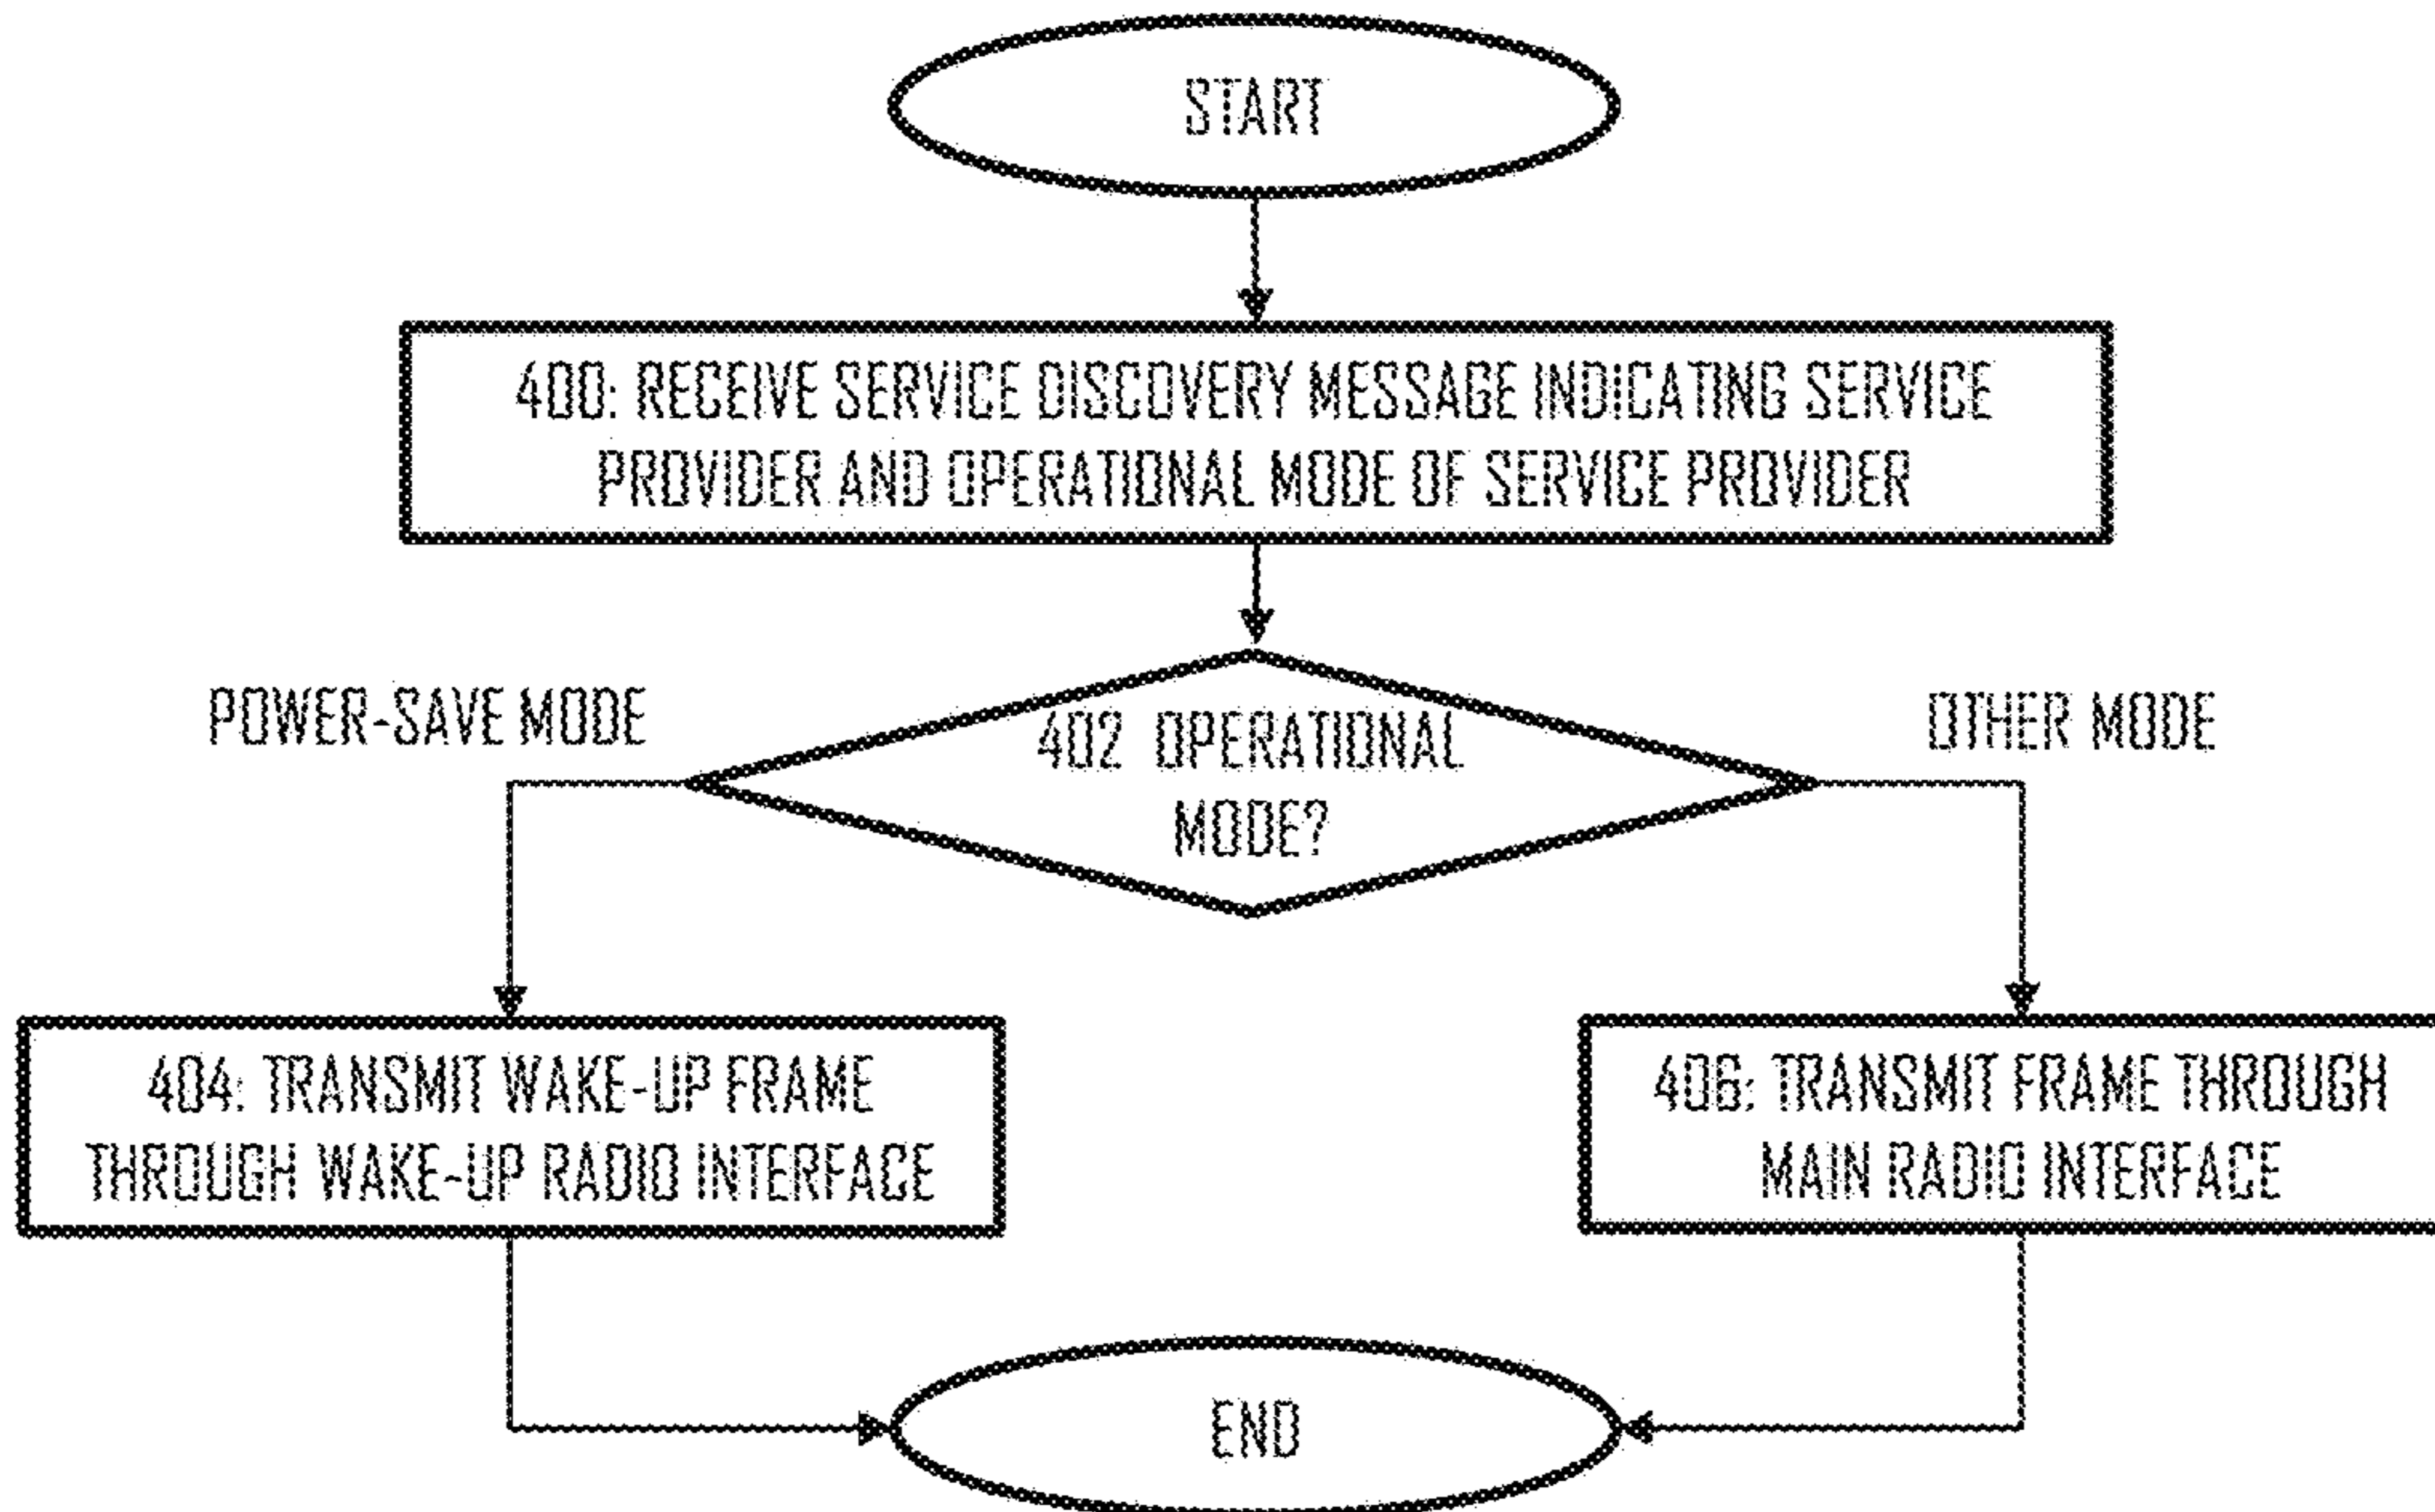 START
400: RECEIVE SERVICE DISCOVERY MESSAGE INDICATING SERVICE
PROVIDER AND OPERATIONAL MODE OF SERVICE PROVIDER
POWER-SAVE MODE
402 OPERATIONAL
MODE?
OTHER MODE
404: TRANSMIT WAKE-UP FRAME
THROUGH WAKE-UP RADIO INTERFACE
406: TRANSMIT FRAME THROUGH
MAIN RADIO INTERFACE
END